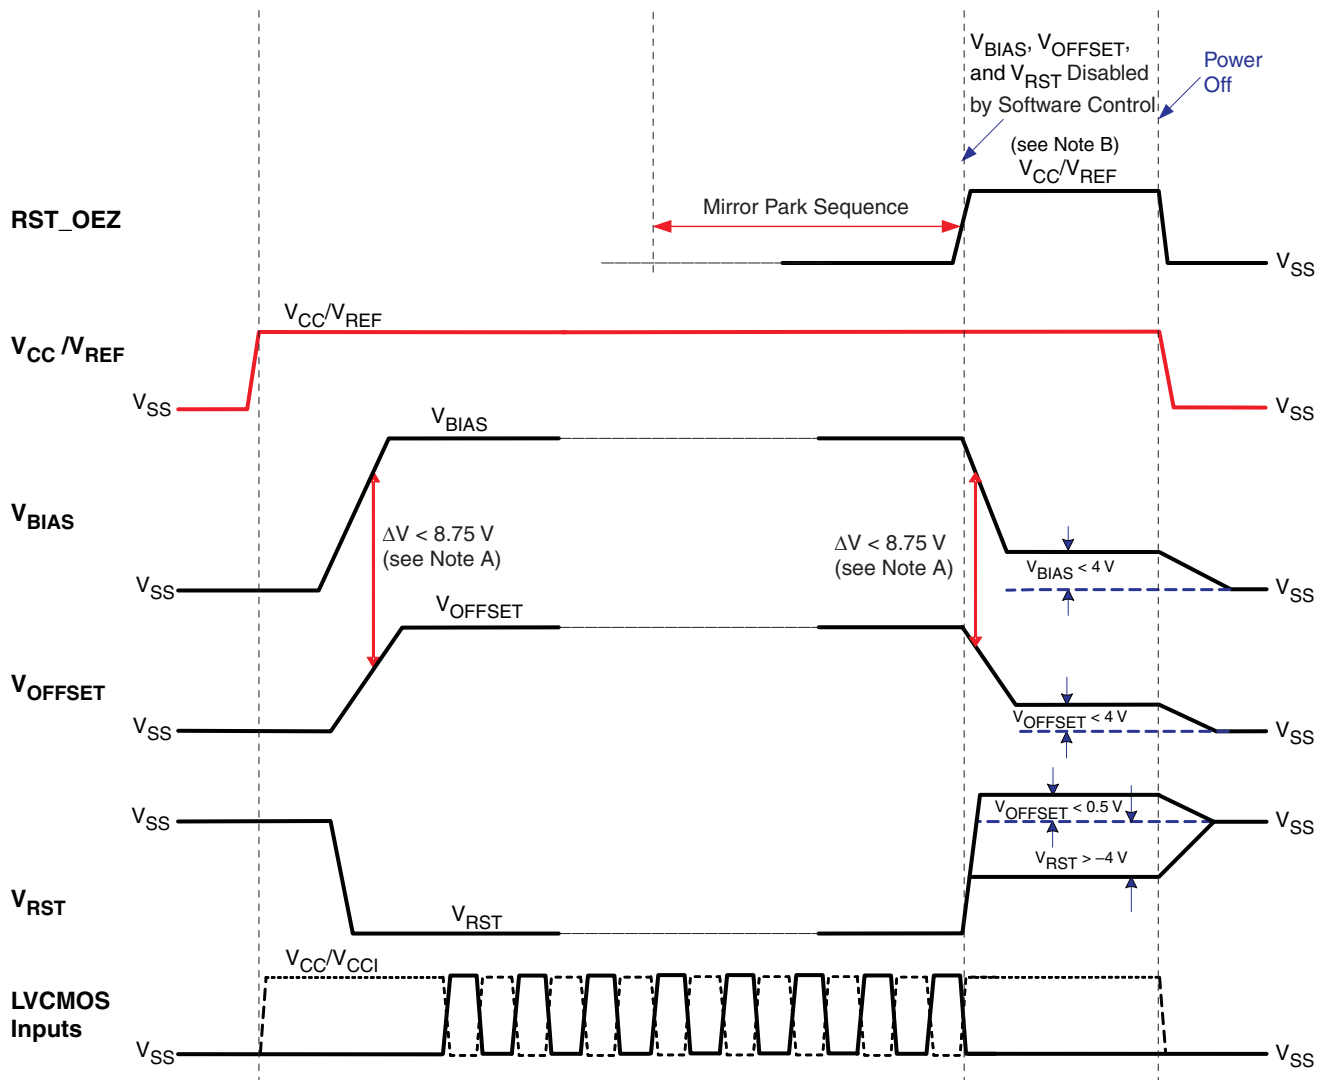 VBIAS, VOFFSET,
and VRST Disabled
by Software Control
Power
Off
(see Note B)
VCC/VREF
RST_OEZ
Mirror Park Sequence
VSS
VCC/VREF
VCC /VREF
VSS
VSS
VBIAS
VBIAS
ΔV < 8.75 V
(see Note A)
ΔV < 8.75 V
(see Note A)
VBIAS < 4 V
VSS
VSS
VOFFSET
VOFFSET
VOFFSET < 4 V
VSS
VSS
VSS
VOFFSET < 0.5 V
VSS
VRST > –4 V
VRST
VRST
VCC/VCCI
LVCMOS
Inputs
VSS
VSS